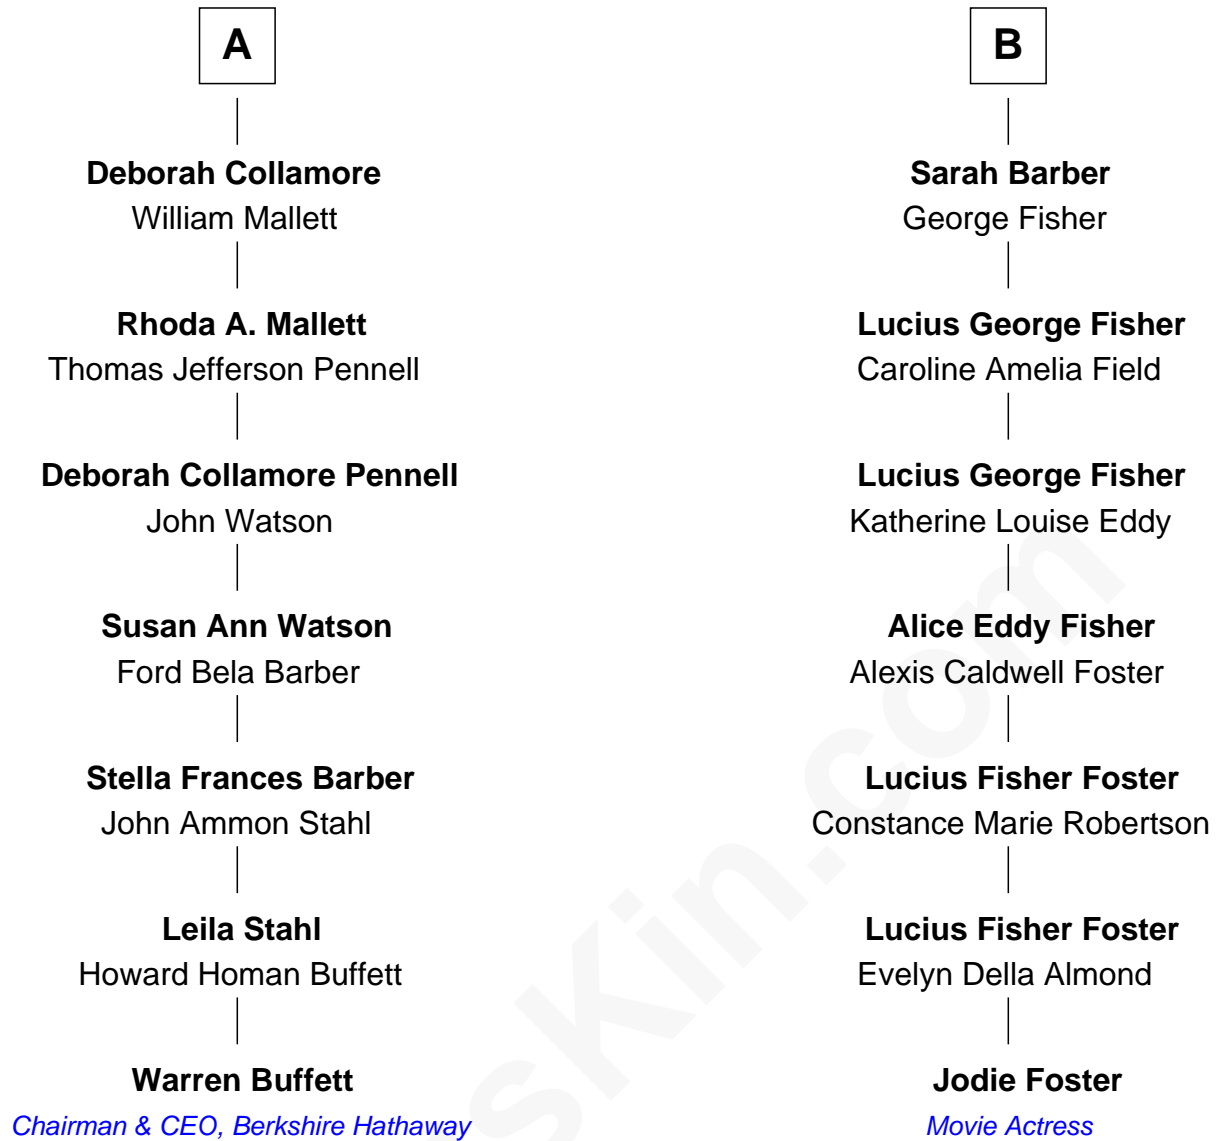 A
Deborah Collamore
William Mallett
Rhoda A. Mallett
Thomas Jefferson Pennell
Deborah Collamore Pennell
John Watson
Susan Ann Watson
Ford Bela Barber
Stella Frances Barber
John Ammon Stahl
Leila Stahl
Howard Homan Buffett
Warren Buffett
Chairman & CEO, Berkshire Hathaway
B
Sarah Barber
George Fisher
Lucius George Fisher
Caroline Amelia Field
Lucius George Fisher
Katherine Louise Eddy
Alice Eddy Fisher
Alexis Caldwell Foster
Lucius Fisher Foster
Constance Marie Robertson
Lucius Fisher Foster
Evelyn Della Almond
Jodie Foster
Movie Actress
sKin.com